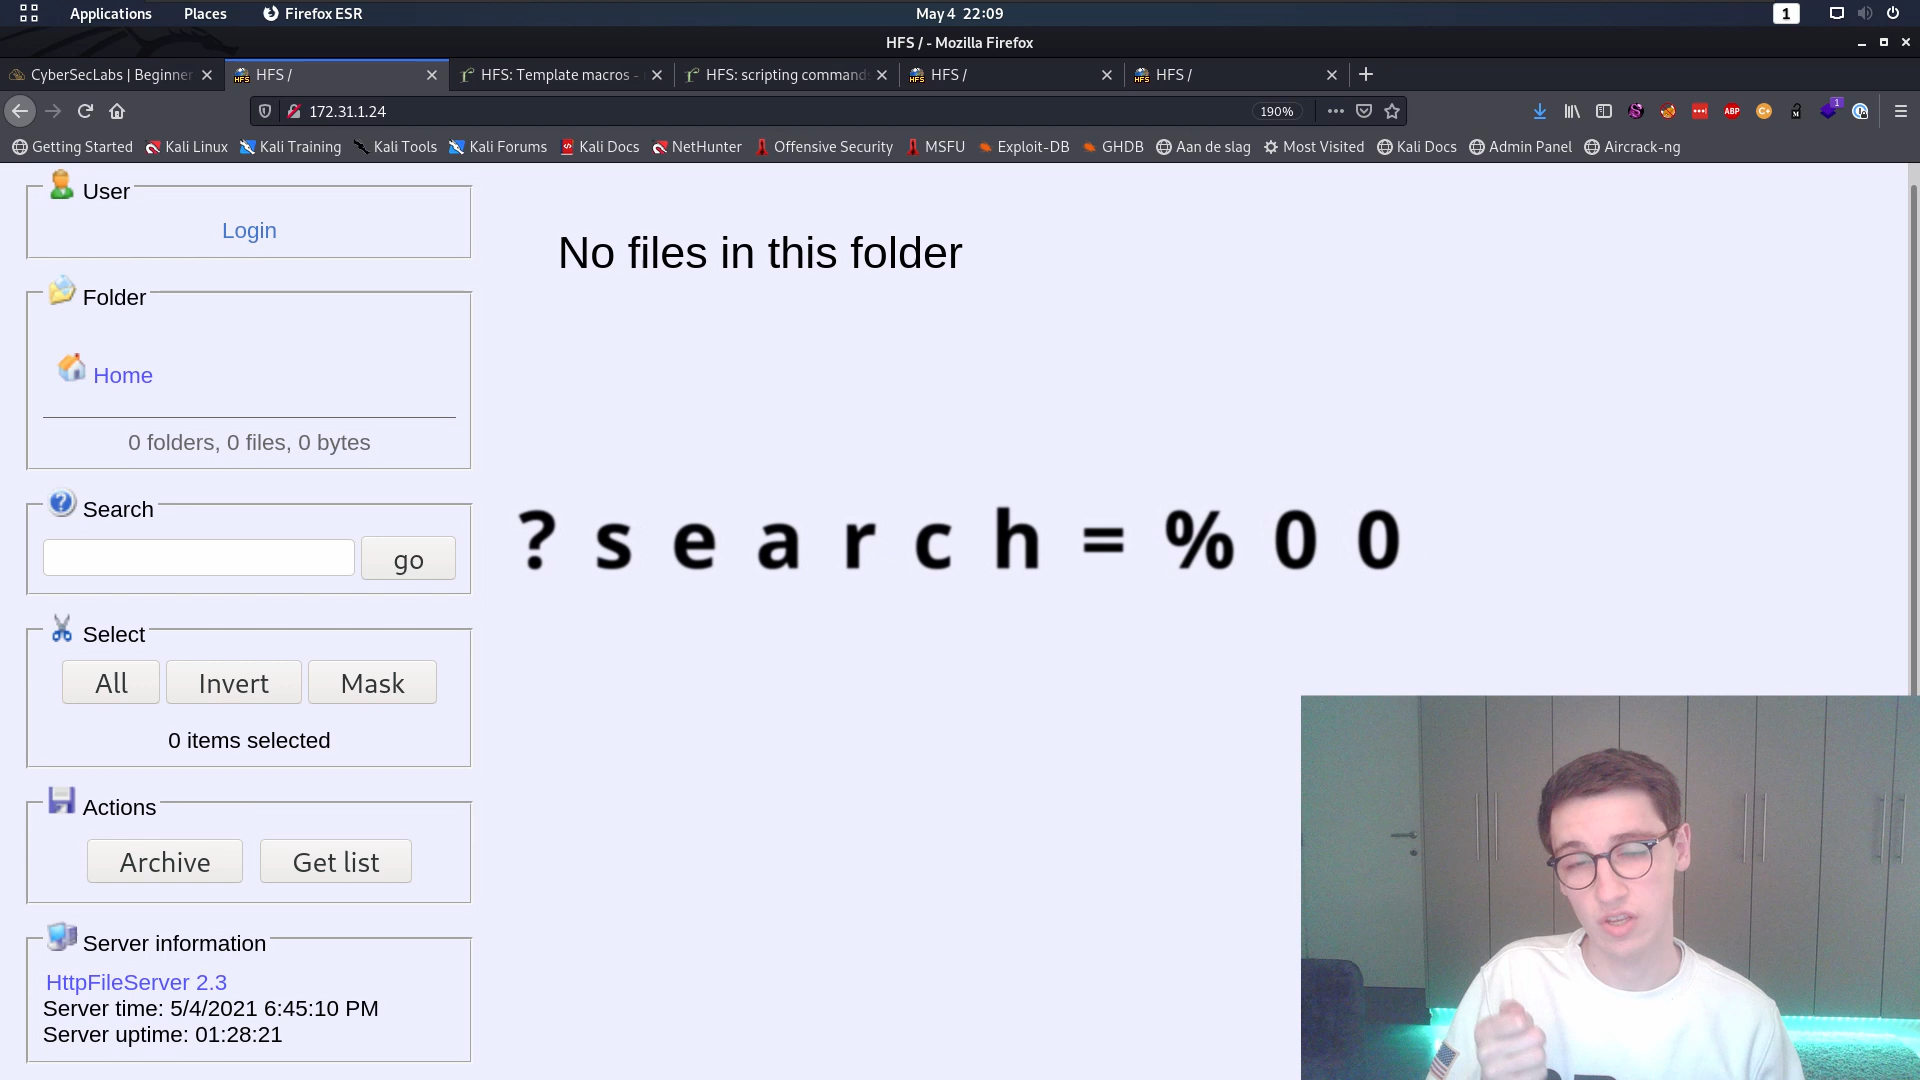 Applications Places Firefox ESR May 4 22:09 1
HFS / - Mozilla Firefox
CyberSecLabs | Beginner HFS / HFS: Template macros - HFS: scripting commands HFS / HFS /
172.31.1.24 190% ABP 1
Getting Started Kali Linux Kali Training Kali Tools Kali Forums Kali Docs NetHunter Offensive Security MSFU Exploit-DB GHDB Aan de slag Most Visited Kali Docs Admin Panel Aircrack-ng
User
Login
No files in this folder
Folder
Home
0 folders, 0 files, 0 bytes
Search
go
? s e a r c h = % 0 0
Select
All Invert Mask
0 items selected
Actions
Archive Get list
Server information
HttpFileServer 2.3
Server time: 5/4/2021 6:45:10 PM
Server uptime: 01:28:21